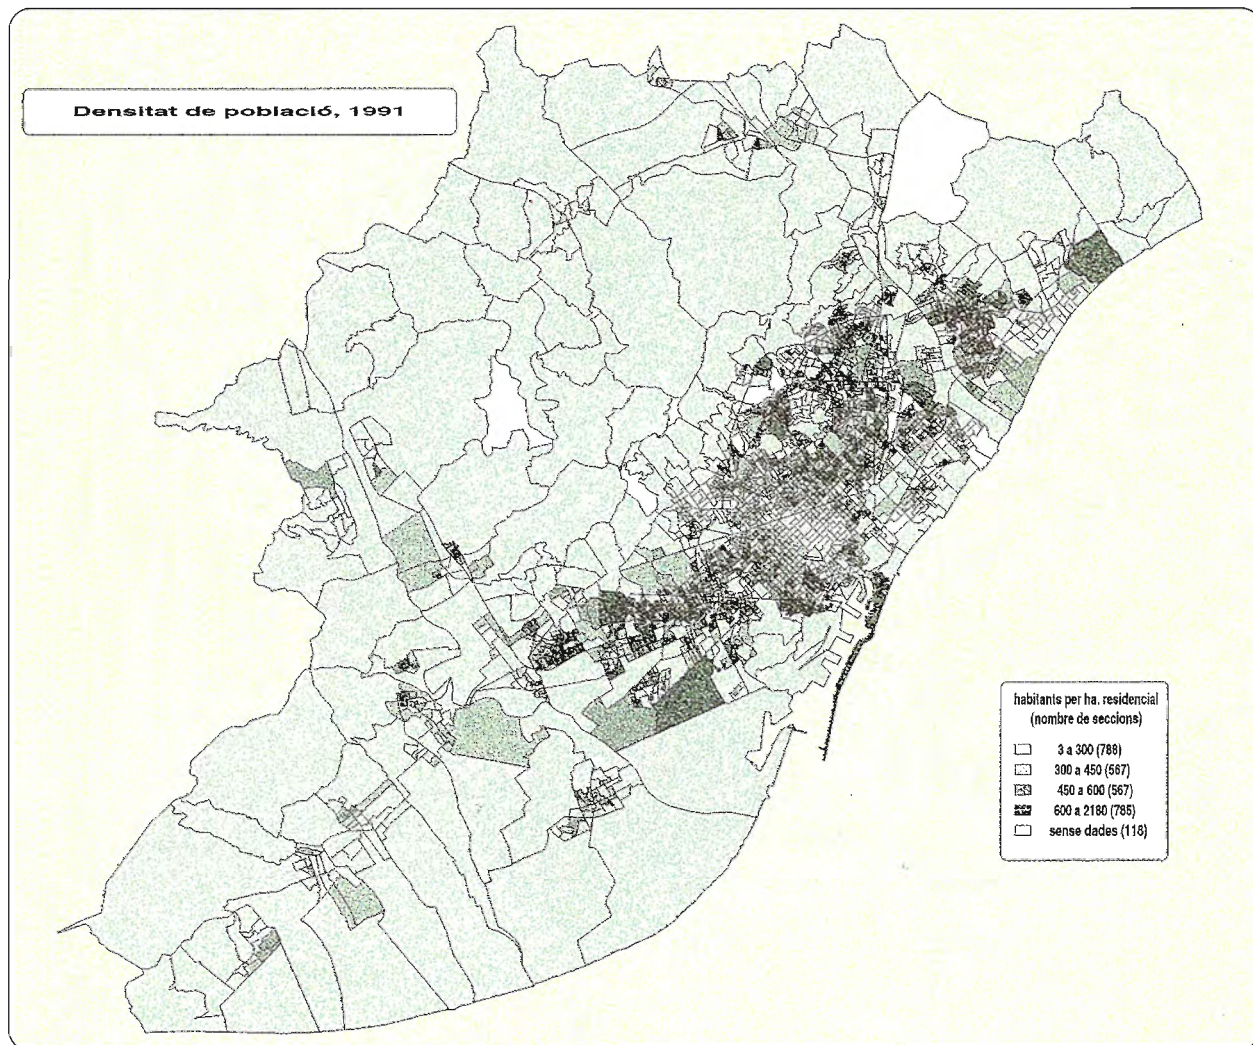 Densitat de població, 1991
habitants per ha. residencial
(nombre de seccions)
3 a 300 (788)
300 a 450 (567)
450 a 600 (567)
600 a 2180 (785)
sense dades (118)